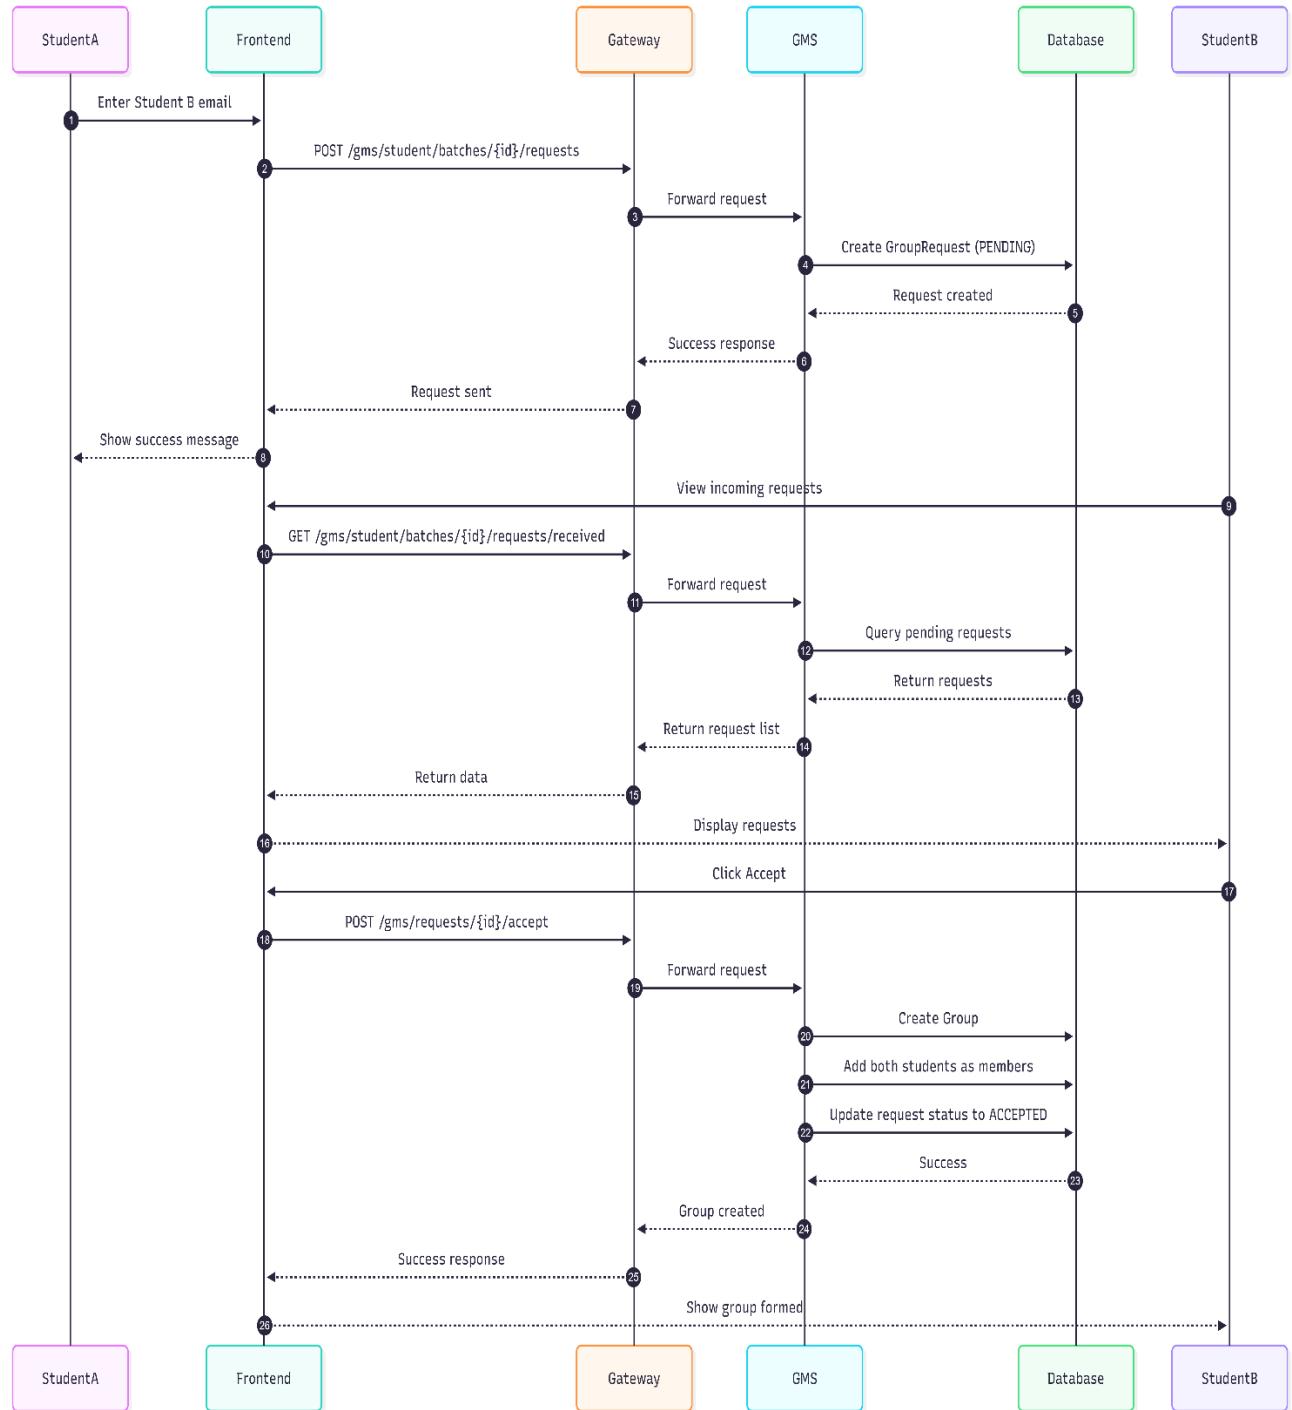 StudentA
Frontend
Gateway
GMS
Database
StudentB
Enter Student B email
1
POST /gms/student/batches/{id}/requests
2
Forward request
3
Create GroupRequest (PENDING)
4
Request created
5
Success response
6
Request sent
7
Show success message
8
View incoming requests
9
GET /gms/student/batches/{id}/requests/received
10
Forward request
11
Query pending requests
12
Return requests
13
Return request list
14
Return data
15
Display requests
16
Click Accept
17
POST /gms/requests/{id}/accept
18
Forward request
19
Create Group
20
Add both students as members
21
Update request status to ACCEPTED
22
Success
23
Group created
24
Success response
25
Show group formed
26
StudentA
Frontend
Gateway
GMS
Database
StudentB